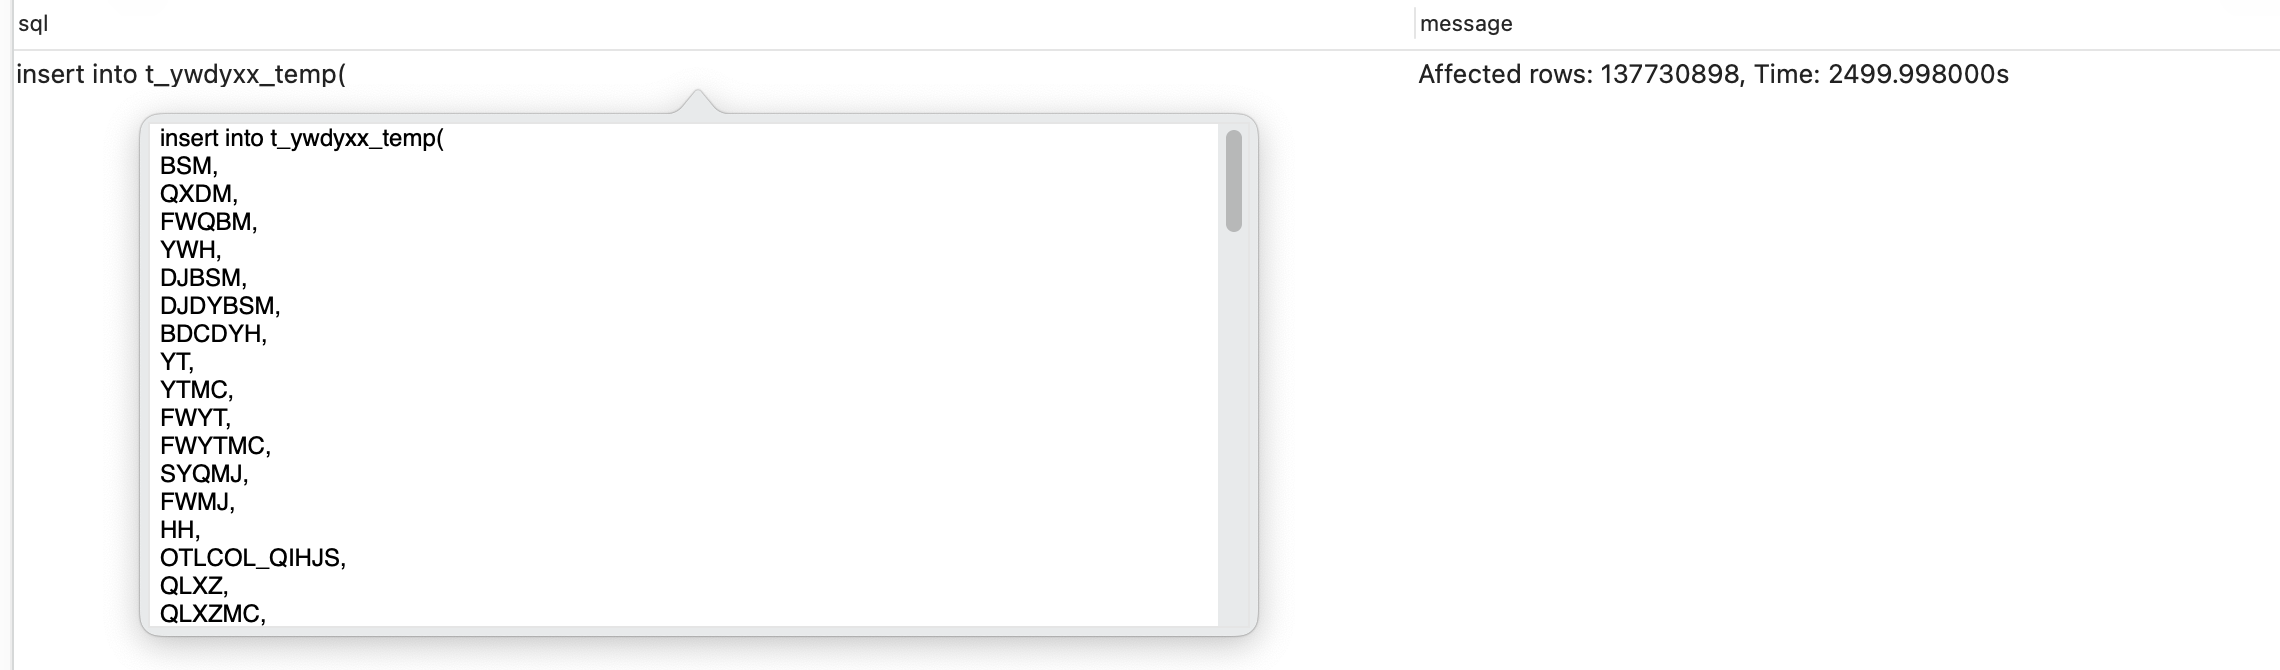 sql
message
insert into t_ywdyxx_temp(
Affected rows: 137730898, Time: 2499.998000s
insert into t_ywdyxx_temp(
BSM,
QXDM,
FWQBM,
YWH,
DJBSM,
DJDYBSM,
BDCDYH,
YT,
YTMC,
FWYT,
FWYTMC,
SYQMJ,
FWMJ,
HH,
OTLCOL_QIHJS,
QLXZ,
QLXZMC,